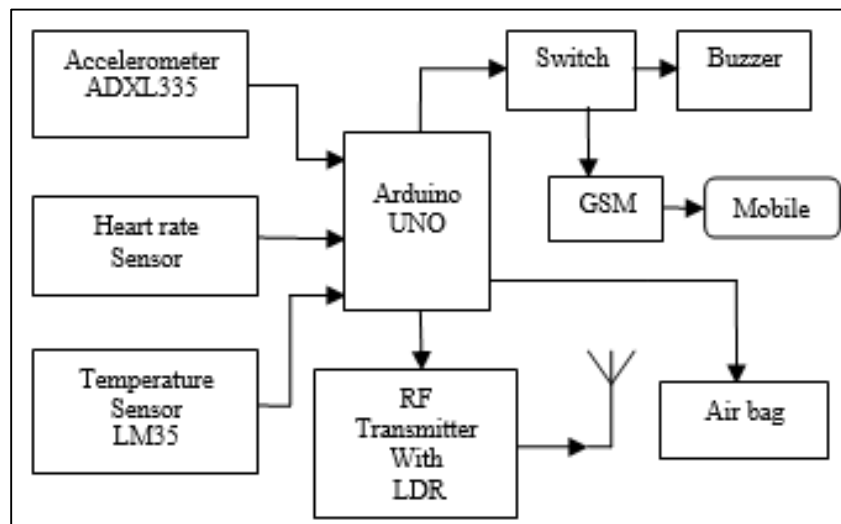 Accelerometer
ADXL335
Switch
Buzzer
Arduino
UNO
GSM
Mobile
Heart rate
Sensor
Temperature
Sensor
LM35
RF
Transmitter
With
LDR
Air bag